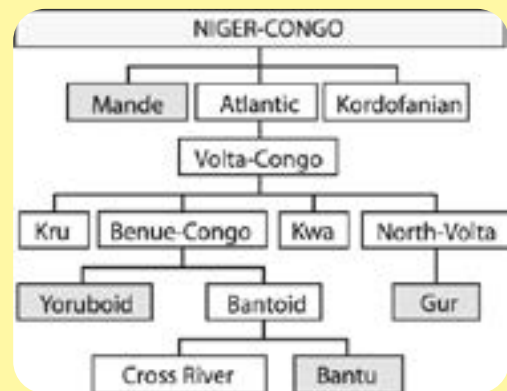 NIGER-CONGO
Mande Atlantic Kordofanian
Volta-Congo
Kru Benue-Congo Kwa North-Volta
Yoruboid Bantoid Gur
Cross River Bantu